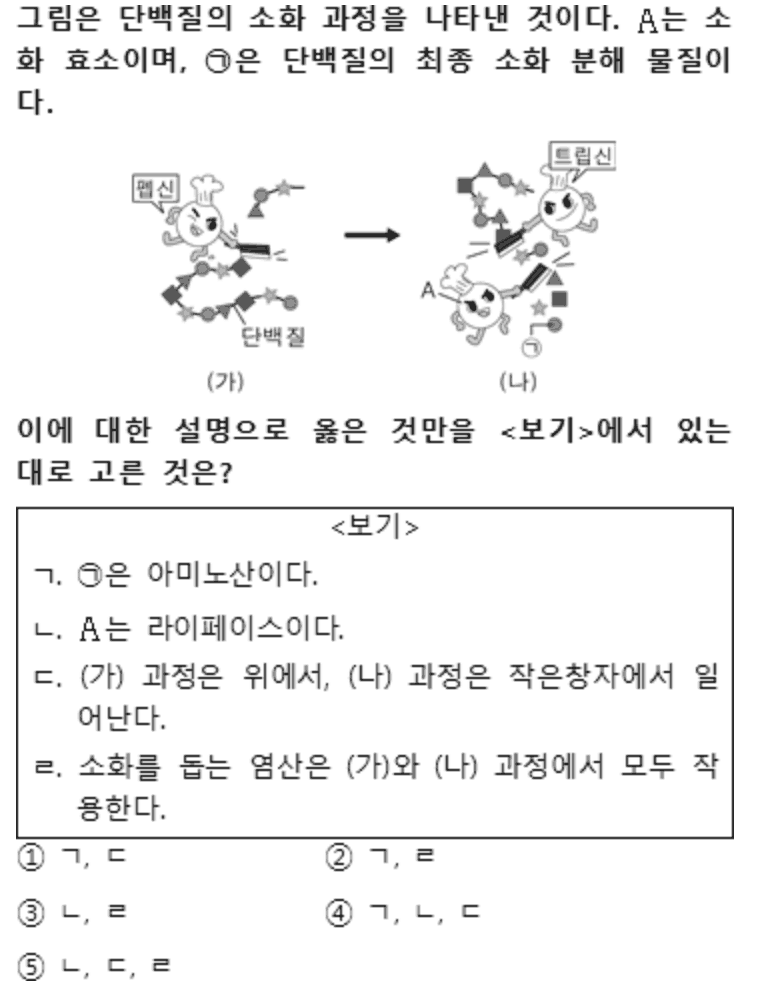 그림은 단백질의 소화 과정을 나타낸 것이다. A는 소
화 효소이며, ㉠은 단백질의 최종 소화 분해 물질이
다.
펩신
트립신
A
단백질
㉠
(가)
(나)
이에 대한 설명으로 옳은 것만을 <보기>에서 있는
대로 고른 것은?
<보기>
ㄱ. ㉠은 아미노산이다.
ㄴ. A는 라이페이스이다.
ㄷ. (가) 과정은 위에서, (나) 과정은 작은창자에서 일
어난다.
ㄹ. 소화를 돕는 염산은 (가)와 (나) 과정에서 모두 작
용한다.
① ㄱ, ㄷ
② ㄱ, ㄹ
③ ㄴ, ㄹ
④ ㄱ, ㄴ, ㄷ
⑤ ㄴ, ㄷ, ㄹ